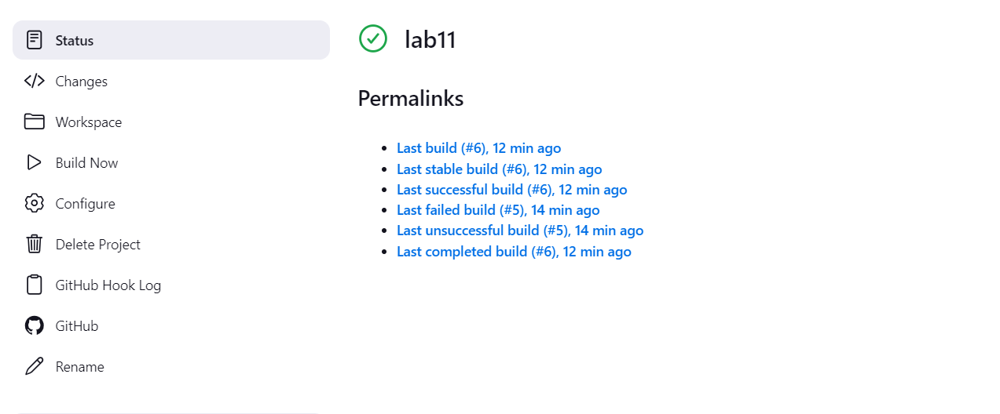 Status
Changes
Workspace
Build Now
Configure
Delete Project
GitHub Hook Log
GitHub
Rename
lab11
Permalinks
Last build (#6), 12 min ago
Last stable build (#6), 12 min ago
Last successful build (#6), 12 min ago
Last failed build (#5), 14 min ago
Last unsuccessful build (#5), 14 min ago
Last completed build (#6), 12 min ago